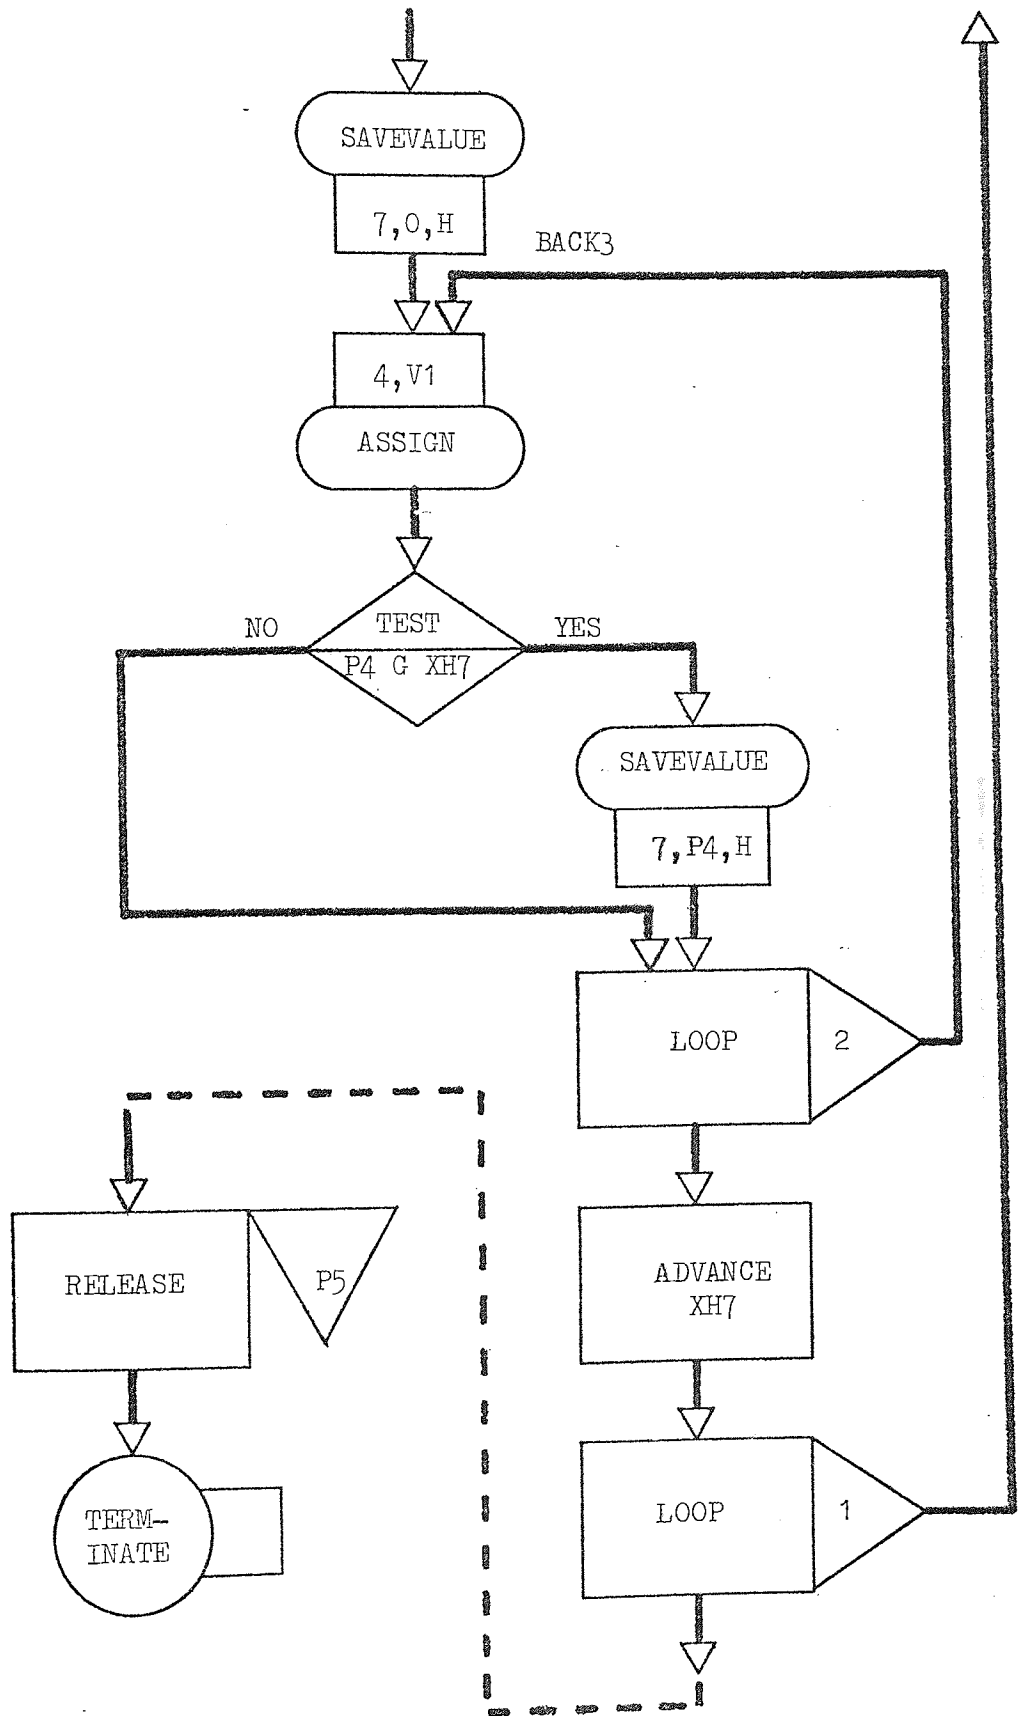 SAVEVALUE
7,0,H
BACK3
4,V1
ASSIGN
NO
TEST
YES
P4 G XH7
SAVEVALUE
7,P4,H
LOOP
2
RELEASE
P5
ADVANCE
XH7
TERM-
INATE
LOOP
1